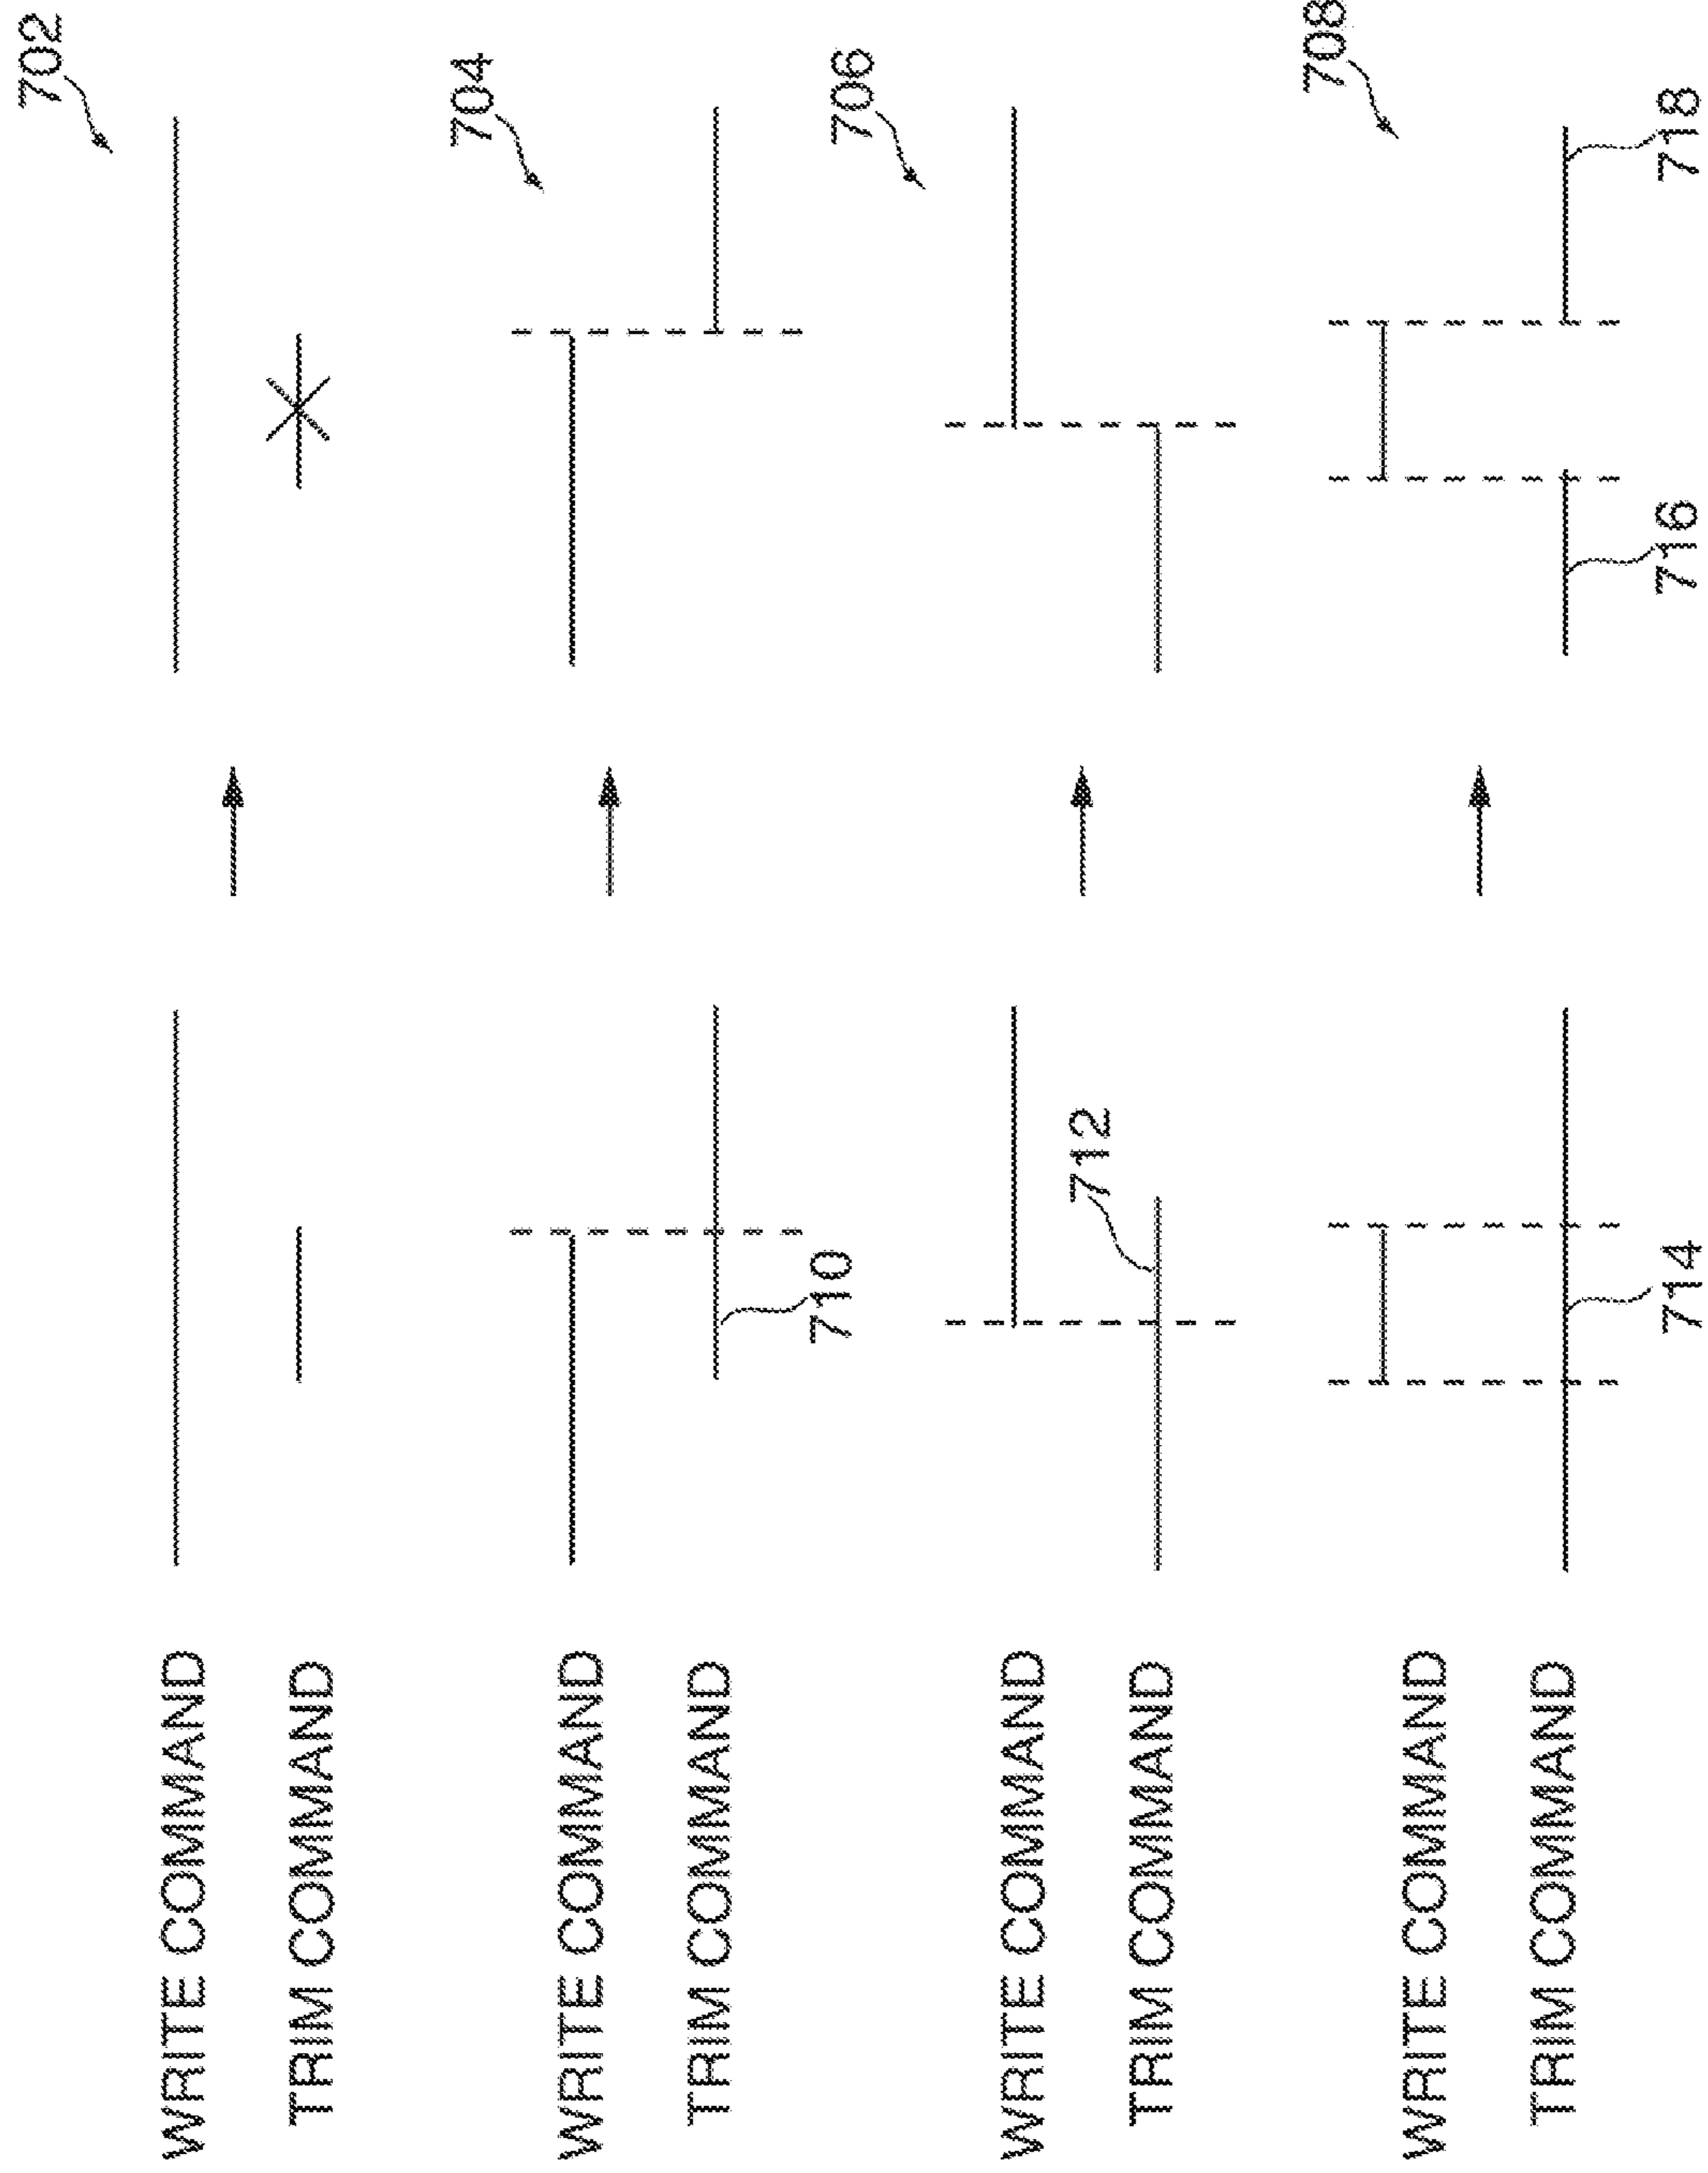 702
WRITE COMMAND
TRIM COMMAND
704
WRITE COMMAND
TRIM COMMAND
710
706
WRITE COMMAND
712
TRIM COMMAND
708
WRITE COMMAND
TRIM COMMAND
714
716
718